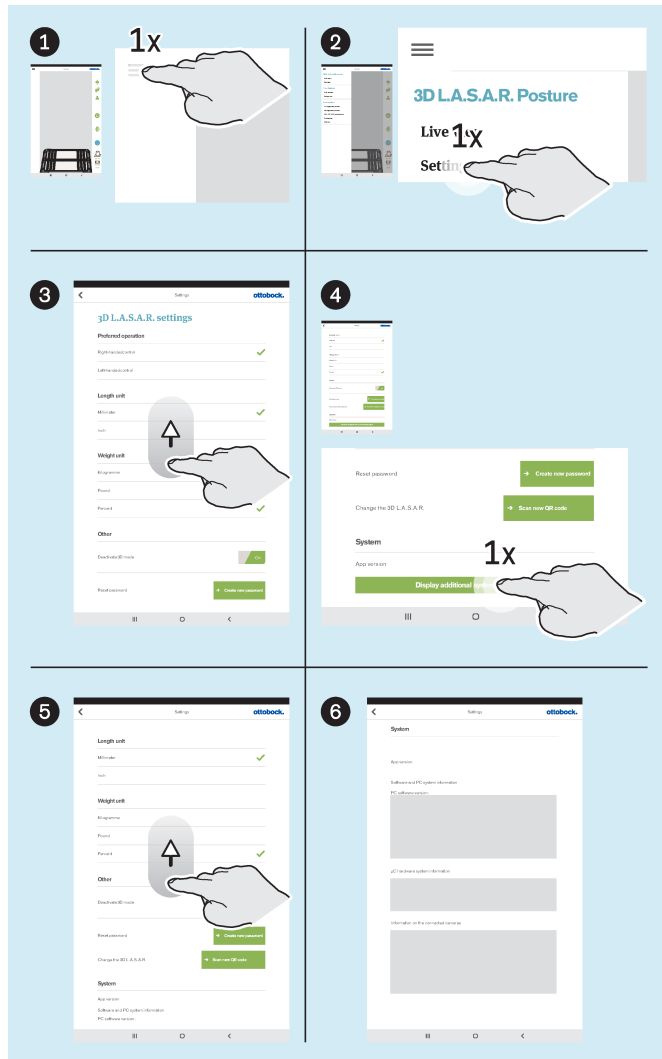 1
1x
2
3D L.A.S.A.R. Posture
Live
1x
Settin
3
Settings
ottobock.
3D L.A.S.A.R. settings
Preferred operation
Right-handed control
Left-handed control
Length unit
Millimeter
Inch
Weight unit
Kilogramme
Pound
Percent
Other
Deactivate 3D mode
On
Reset password
→ Create new password
4
Reset password
→ Create new password
Change the 3D L.A.S.A.R.
→ Scan new QR code
System
1x
App version
Display additional
5
Settings
ottobock.
Length unit
Millimeter
Inch
Weight unit
Kilogramme
Pound
Percent
Other
Deactivate 3D mode
Reset password
→ Create new password
Change the 3D L.A.S.A.R.
→ Scan new QR code
System
App version
Software and PC system information
PC software version
6
Settings
ottobock.
System
App version
Software and PC system information
PC software version
µC hardware system information
Information on the connected cameras